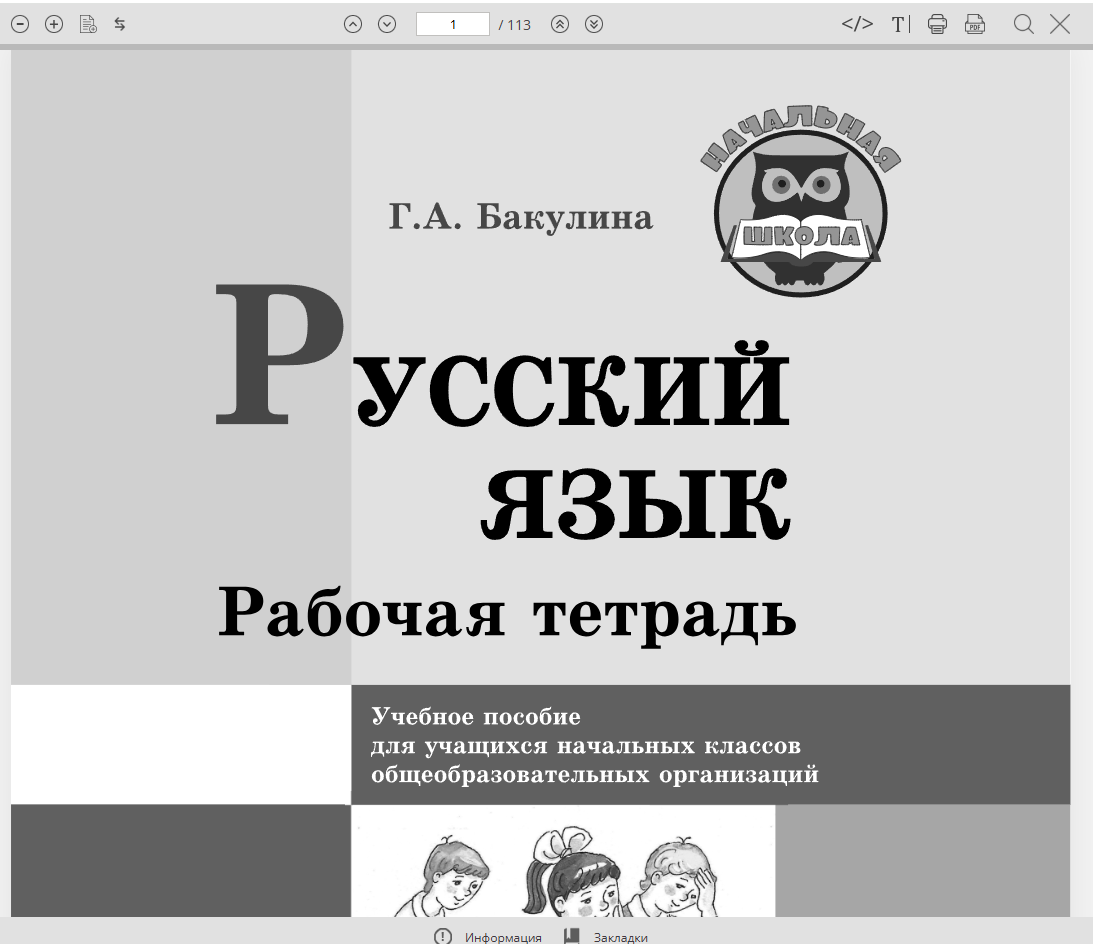 1 / 113
</> T| PDF
НАЧАЛЬНАЯ
ШКОЛА
Г.А. Бакулина
Русский
язык
Рабочая тетрадь
Учебное пособие
для учащихся начальных классов
общеобразовательных организаций
Информация Закладки